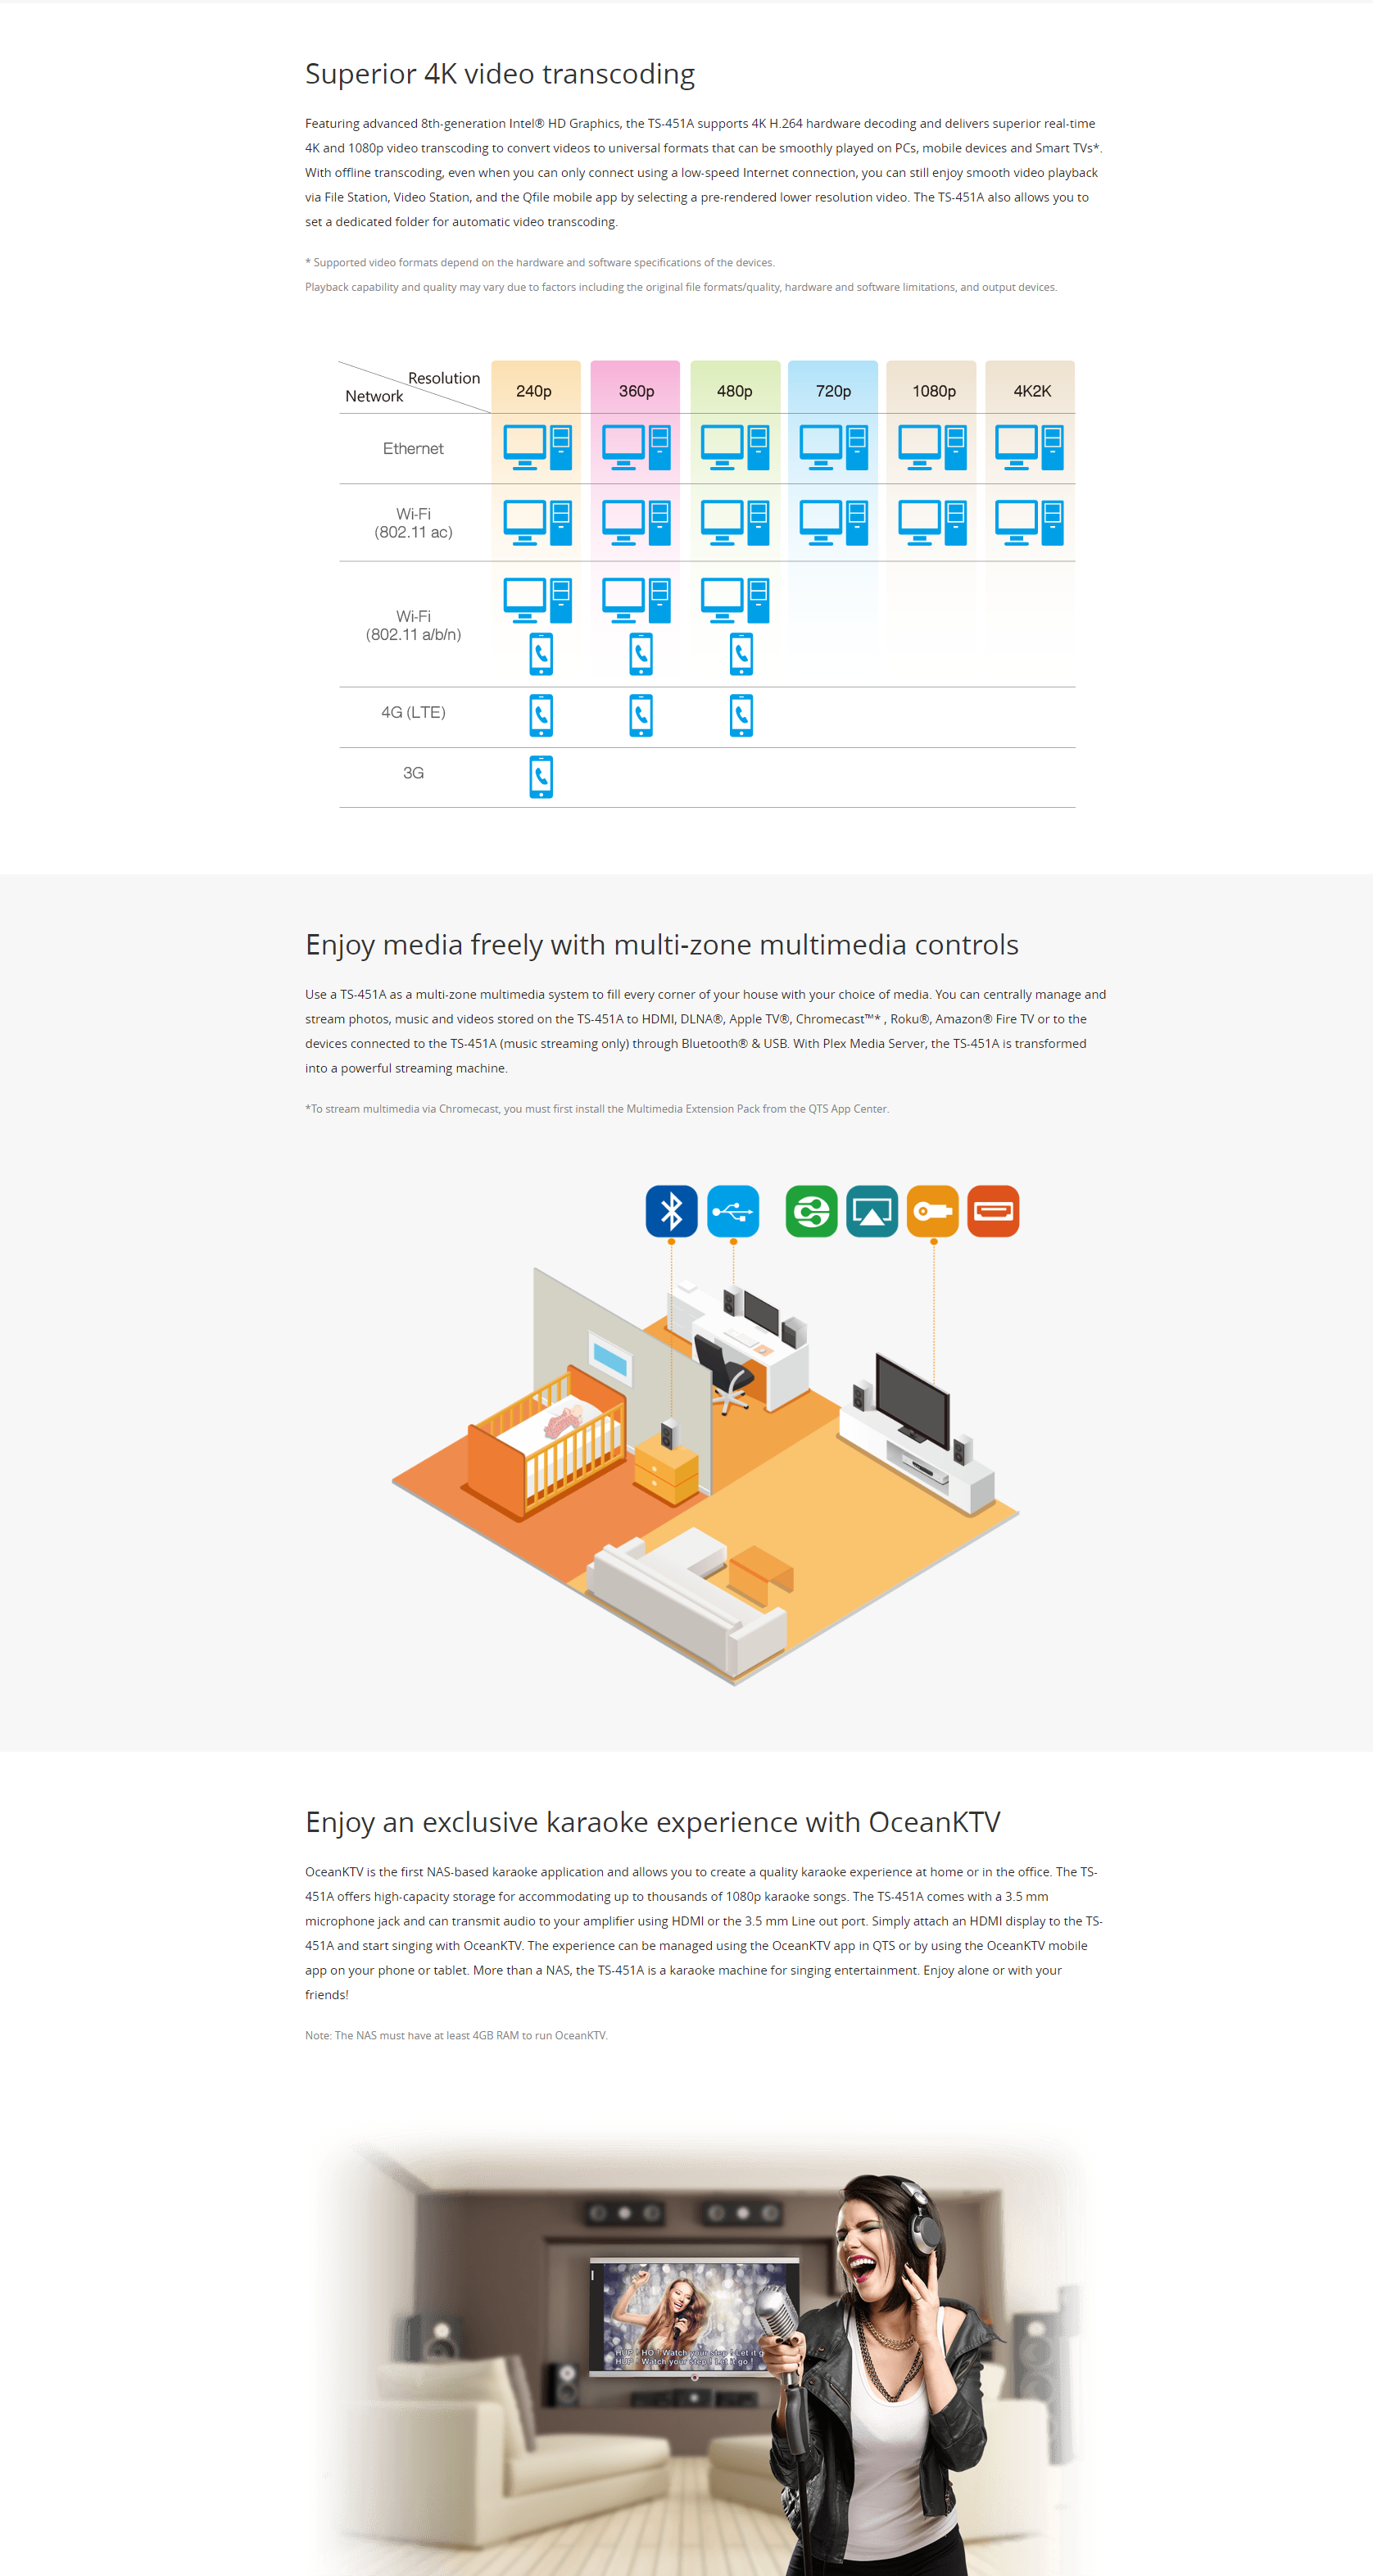 Superior 4K video transcoding
Featuring advanced 8th-generation Intel® HD Graphics, the TS-451A supports 4K H.264 hardware decoding and delivers superior real-time
4K and 1080p video transcoding to convert videos to universal formats that can be smoothly played on PCs, mobile devices and Smart TVs*.
With offline transcoding, even when you can only connect using a low-speed Internet connection, you can still enjoy smooth video playback
via File Station, Video Station, and the Qfile mobile app by selecting a pre-rendered lower resolution video. The TS-451A also allows you to
set a dedicated folder for automatic video transcoding.
* Supported video formats depend on the hardware and software specifications of the devices.
Playback capability and quality may vary due to factors including the original file formats/quality, hardware and software limitations, and output devices.
Resolution
Network
240p 360p 480p 720p 1080p 4K2K
Ethernet
Wi-Fi
(802.11 ac)
Wi-Fi
(802.11 a/b/n)
4G (LTE)
3G
Enjoy media freely with multi-zone multimedia controls
Use a TS-451A as a multi-zone multimedia system to fill every corner of your house with your choice of media. You can centrally manage and
stream photos, music and videos stored on the TS-451A to HDMI, DLNA®, Apple TV®, Chromecast™* , Roku®, Amazon® Fire TV or to the
devices connected to the TS-451A (music streaming only) through Bluetooth® & USB. With Plex Media Server, the TS-451A is transformed
into a powerful streaming machine.
*To stream multimedia via Chromecast, you must first install the Multimedia Extension Pack from the QTS App Center.
Enjoy an exclusive karaoke experience with OceanKTV
OceanKTV is the first NAS-based karaoke application and allows you to create a quality karaoke experience at home or in the office. The TS-
451A offers high-capacity storage for accommodating up to thousands of 1080p karaoke songs. The TS-451A comes with a 3.5 mm
microphone jack and can transmit audio to your amplifier using HDMI or the 3.5 mm Line out port. Simply attach an HDMI display to the TS-
451A and start singing with OceanKTV. The experience can be managed using the OceanKTV app in QTS or by using the OceanKTV mobile
app on your phone or tablet. More than a NAS, the TS-451A is a karaoke machine for singing entertainment. Enjoy alone or with your
friends!
Note: The NAS must have at least 4GB RAM to run OceanKTV.
HO ! Watch your step ! Let it g
Watch your step ! Let it go !